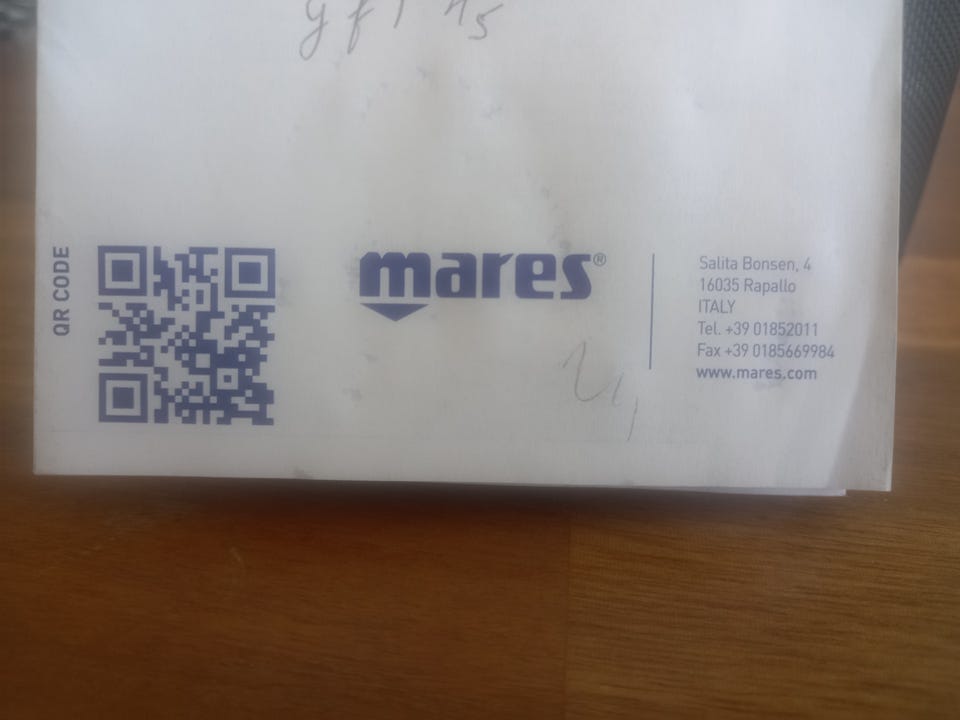 QR CODE
mares®
Salita Bonsen, 4
16035 Rapallo
ITALY
Tel. +39 01852011
Fax +39 0185669984
www.mares.com